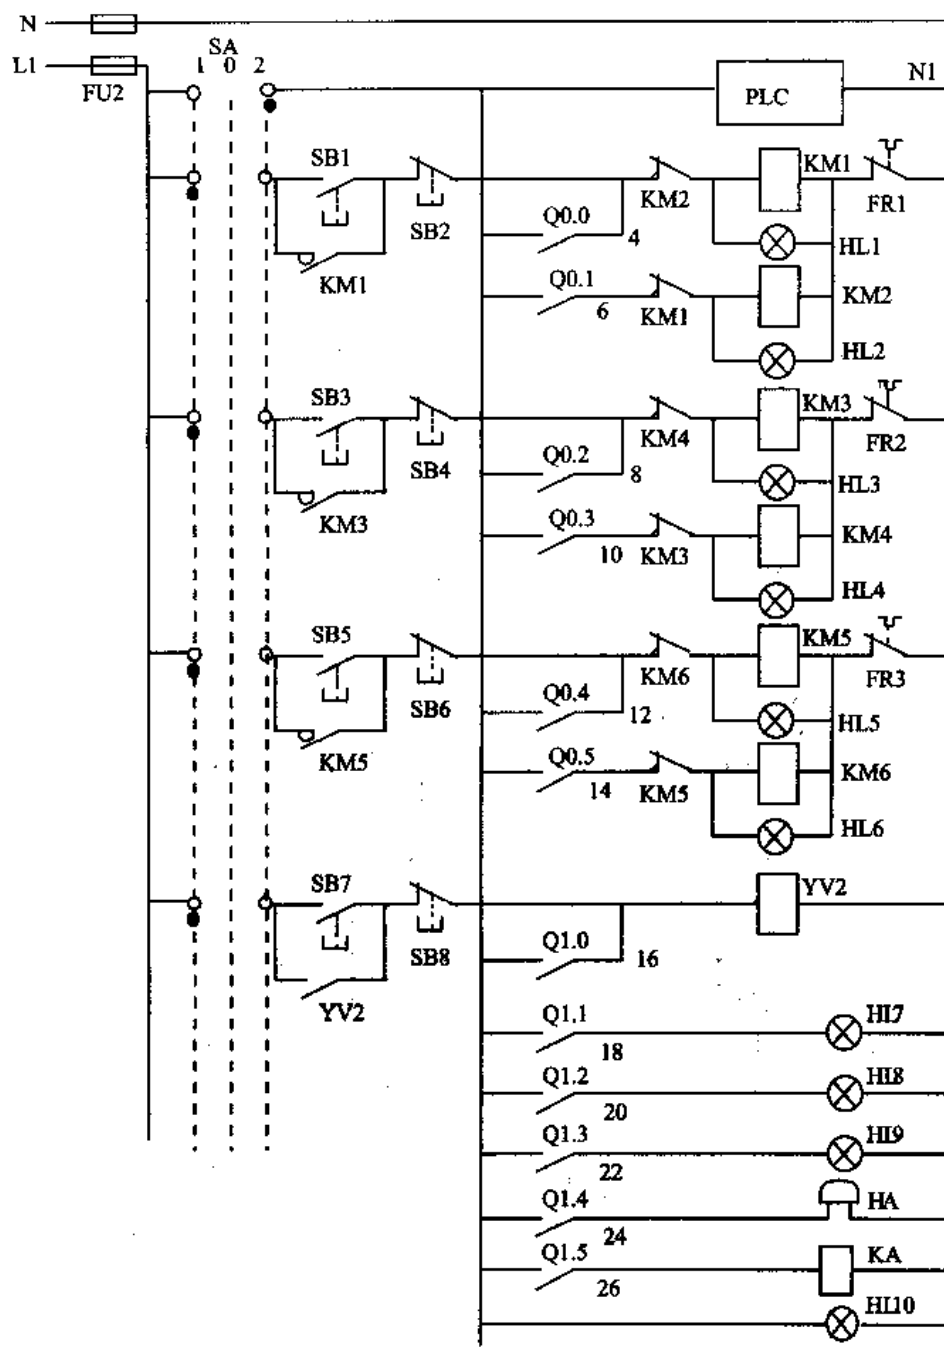 N
SA
L1
1 0 2
N1
FU2
PLC
SB1
KM1
SB2
KM2
FR1
Q0.0
4
HL1
KM1
Q0.1
6
KM1
KM2
HL2
SB3
KM3
SB4
KM4
FR2
Q0.2
8
HL3
KM3
Q0.3
10
KM3
KM4
HL4
SB5
KM5
SB6
KM6
FR3
Q0.4
12
HL5
KM5
Q0.5
14
KM5
KM6
HL6
SB7
YV2
SB8
Q1.0
16
YV2
Q1.1
18
HI7
Q1.2
20
HI8
Q1.3
22
HI9
Q1.4
24
HA
Q1.5
26
KA
HL10